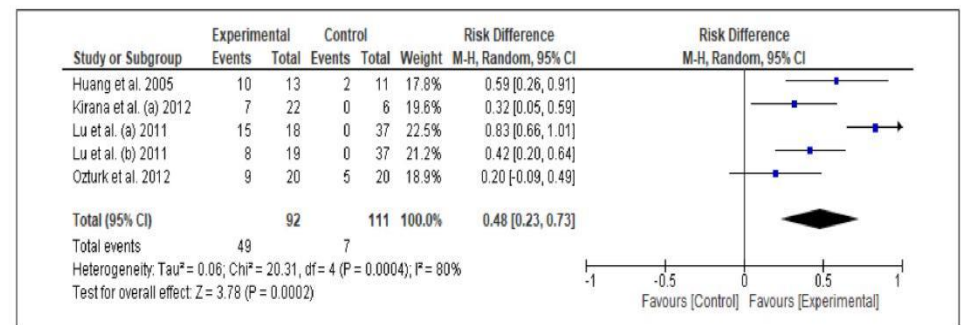 Experimental Control Risk Difference Risk Difference
Study or Subgroup Events Total Events Total Weight M-H, Random, 95% CI M-H, Random, 95% CI
Huang et al. 2005 10 13 2 11 17.8% 0.59 [0.26, 0.91]
Kirana et al. (a) 2012 7 22 0 6 19.6% 0.32 [0.05, 0.59]
Lu et al. (a) 2011 15 18 0 37 22.5% 0.83 [0.66, 1.01]
Lu et al. (b) 2011 8 19 0 37 21.2% 0.42 [0.20, 0.64]
Ozturk et al. 2012 9 20 5 20 18.9% 0.20 [-0.09, 0.49]
Total (95% CI) 92 111 100.0% 0.48 [0.23, 0.73]
Total events 49 7
Heterogeneity: Tau² = 0.06; Chi² = 20.31, df = 4 (P = 0.0004); I² = 80%
Test for overall effect: Z = 3.78 (P = 0.0002)
-1 -0.5 0 0.5 1
Favours [Control] Favours [Experimental]